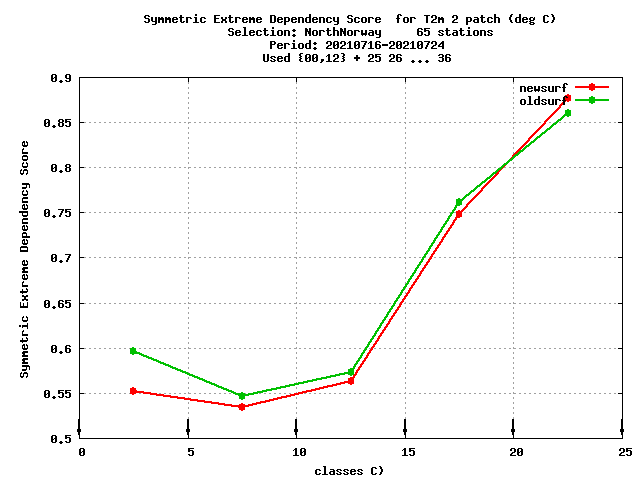 Symmetric Extreme Dependency Score  for T2m 2 patch (deg C)
Selection: NorthNorway     65 stations
Period: 20210716-20210724
Used {00,12} + 25 26 ... 36
newsurf
oldsurf
0.9
0.85
0.8
0.75
0.7
0.65
0.6
0.55
0.5
Symmetric Extreme Dependency Score
0 5 10 15 20 25
classes C)